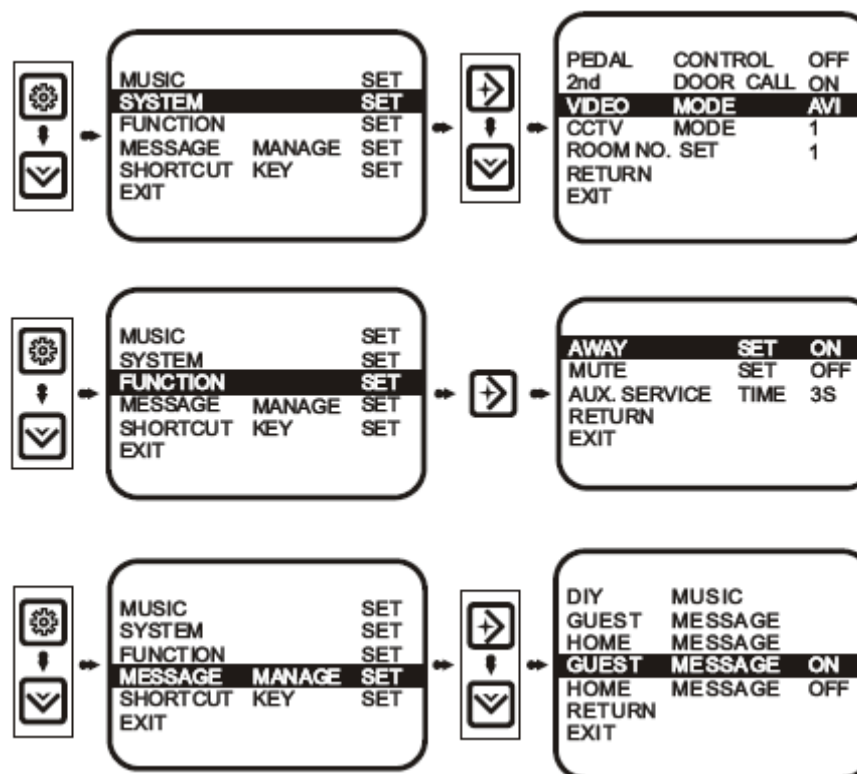 MUSIC SET
SYSTEM SET
FUNCTION SET
MESSAGE MANAGE SET
SHORTCUT KEY SET
EXIT
PEDAL CONTROL OFF
2nd DOOR CALL ON
VIDEO MODE AVI
CCTV MODE 1
ROOM NO. SET 1
RETURN
EXIT
MUSIC SET
SYSTEM SET
FUNCTION SET
MESSAGE MANAGE SET
SHORTCUT KEY SET
EXIT
AWAY SET ON
MUTE SET OFF
AUX. SERVICE TIME 3S
RETURN
EXIT
MUSIC SET
SYSTEM SET
FUNCTION SET
MESSAGE MANAGE SET
SHORTCUT KEY SET
EXIT
DIY MUSIC
GUEST MESSAGE
HOME MESSAGE
GUEST MESSAGE ON
HOME MESSAGE OFF
RETURN
EXIT